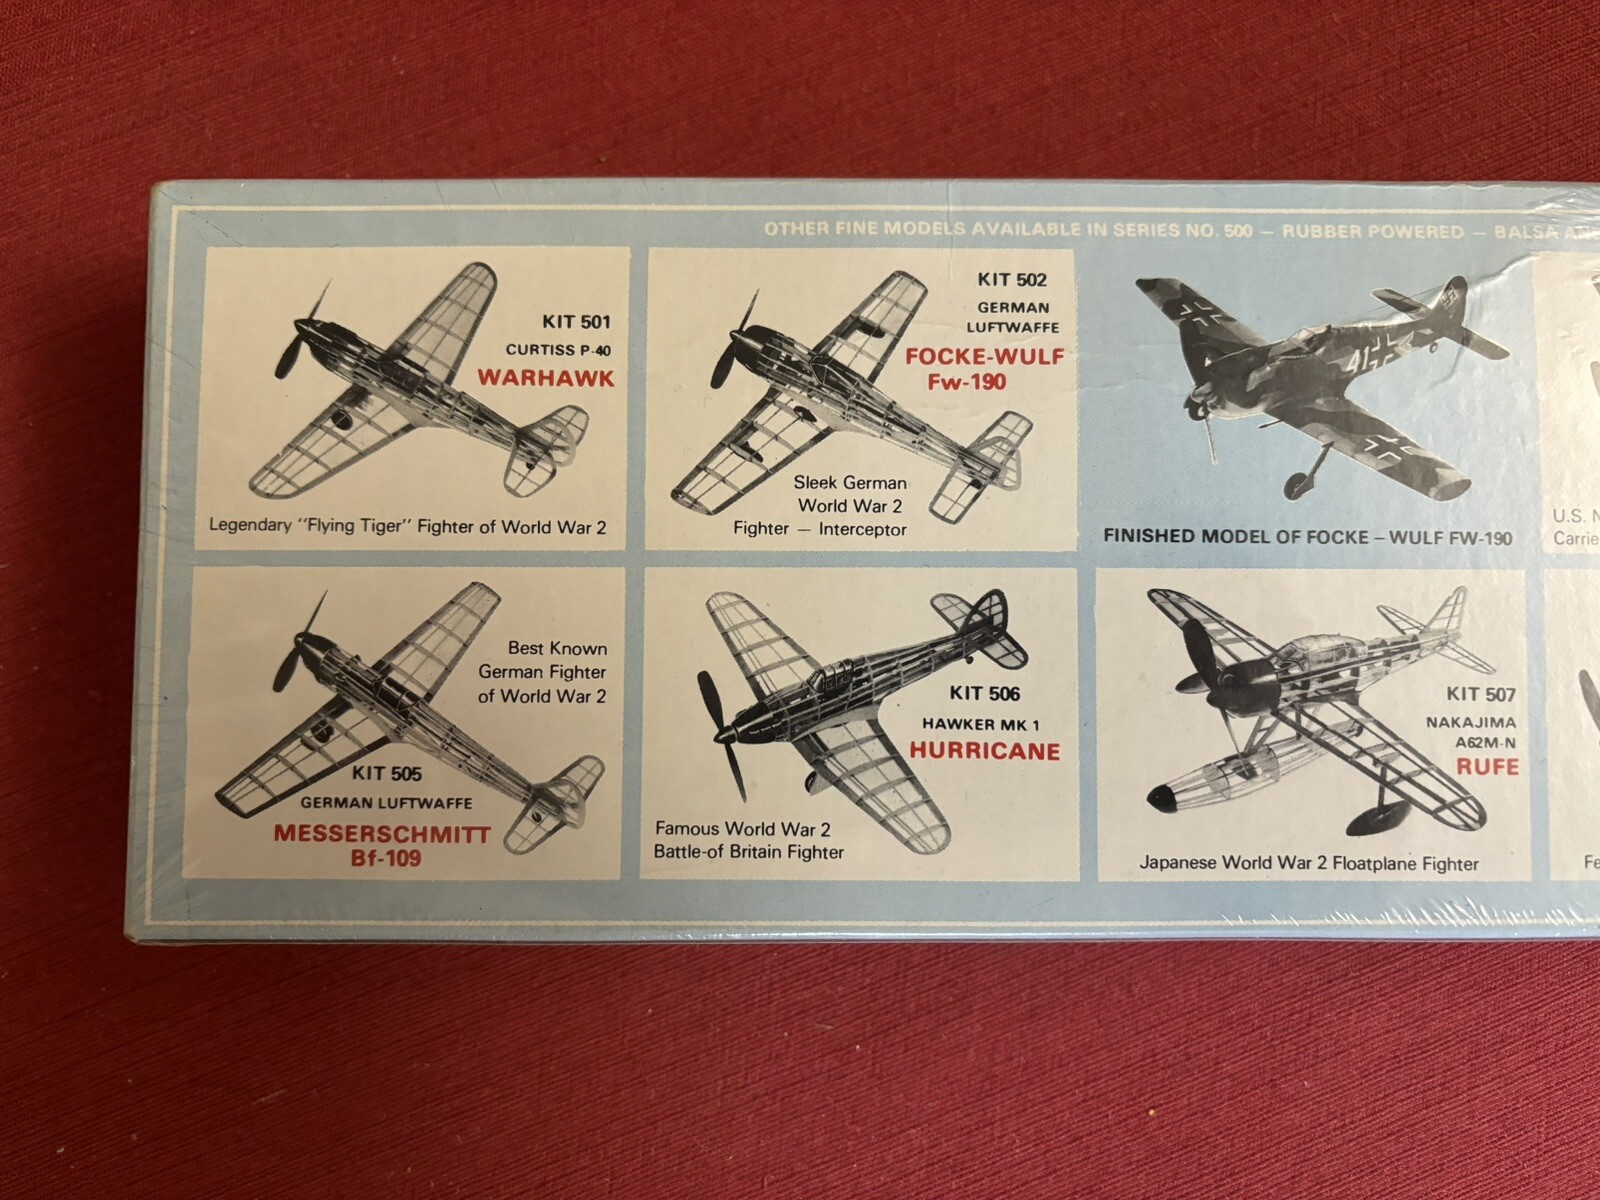 OTHER FINE MODELS AVAILABLE IN SERIES NO. 500 — RUBBER POWERED — BALSA AND
KIT 501
CURTISS P-40
WARHAWK
Legendary "Flying Tiger" Fighter of World War 2
KIT 502
GERMAN
LUFTWAFFE
FOCKE-WULF
Fw-190
Sleek German
World War 2
Fighter — Interceptor
41
FINISHED MODEL OF FOCKE – WULF FW-190
U.S.
Carrie
Best Known
German Fighter
of World War 2
KIT 505
GERMAN LUFTWAFFE
MESSERSCHMITT
Bf-109
KIT 506
HAWKER MK 1
HURRICANE
Famous World War 2
Battle-of Britain Fighter
KIT 507
NAKAJIMA
A62M-N
RUFE
Japanese World War 2 Floatplane Fighter
Fe